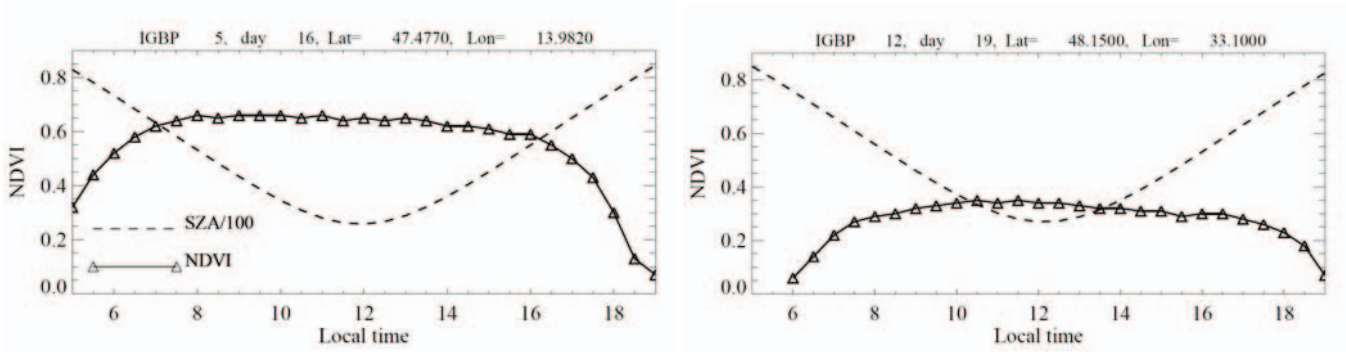 IGBP 5, day 16, Lat= 47.4770, Lon= 13.9820
NDVI
0.8
0.6
0.4
0.2
0.0
SZA/100
NDVI
6 8 10 12 14 16 18
Local time
IGBP 12, day 19, Lat= 48.1500, Lon= 33.1000
NDVI
0.8
0.6
0.4
0.2
0.0
6 8 10 12 14 16 18
Local time